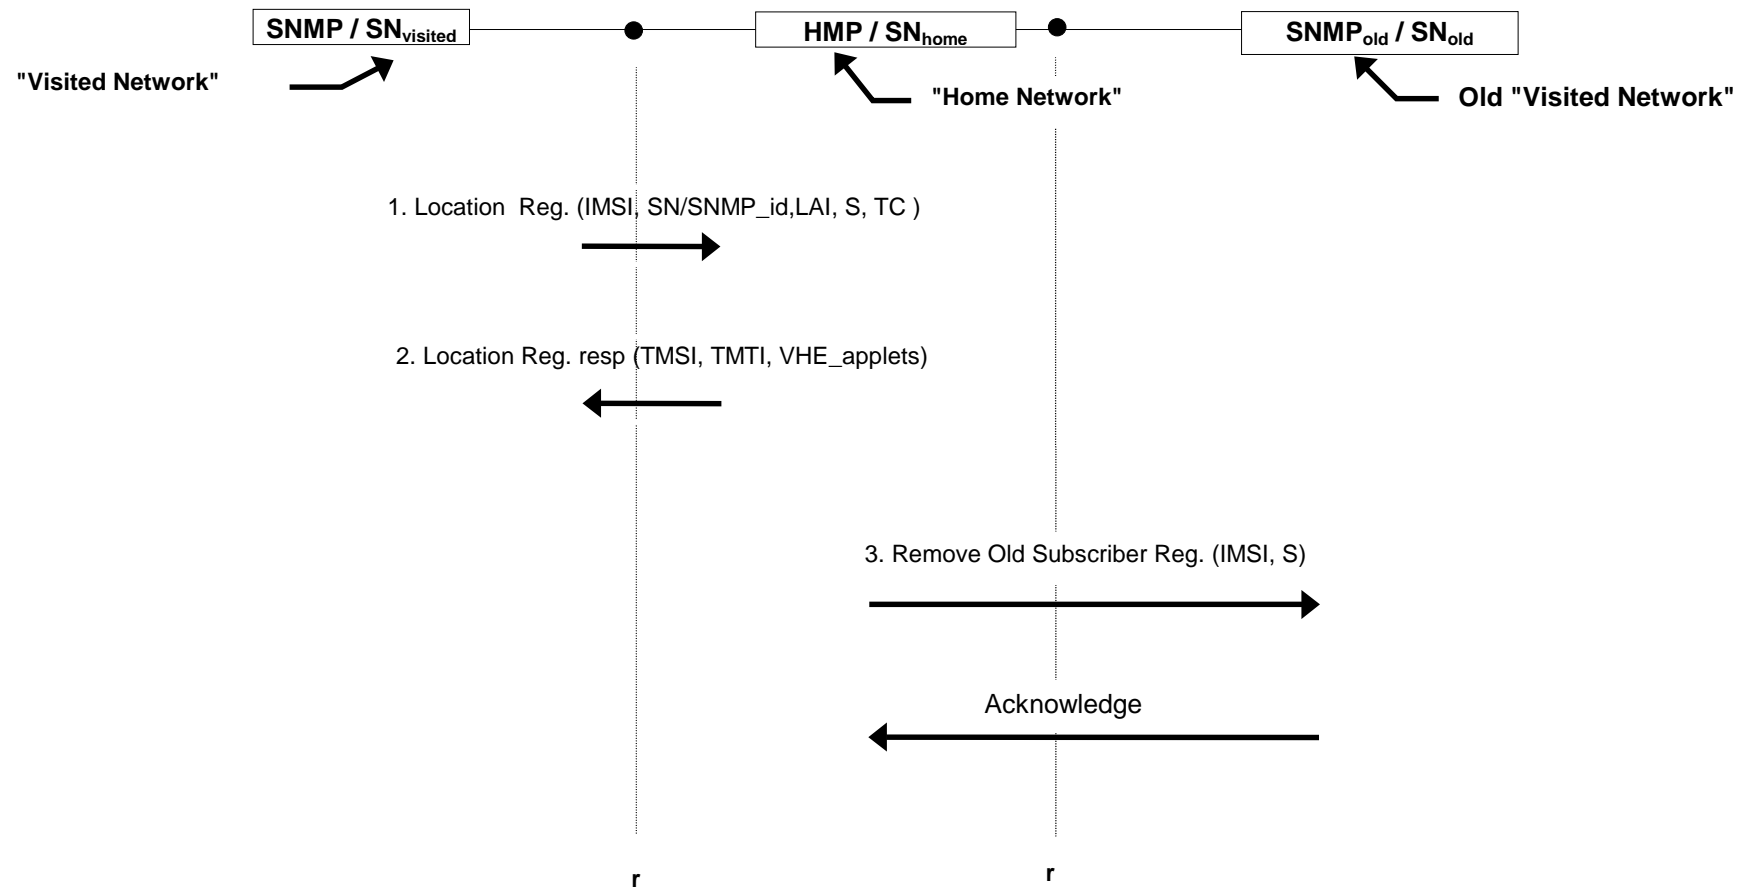 SNMP / SNvisited
HMP / SNhome
SNMPold / SNold
"Visited Network"
"Home Network"
Old "Visited Network"
1. Location Reg. (IMSI, SN/SNMP_id,LAI, S, TC )
2. Location Reg. resp (TMSI, TMTI, VHE_applets)
3. Remove Old Subscriber Reg. (IMSI, S)
Acknowledge
r
r